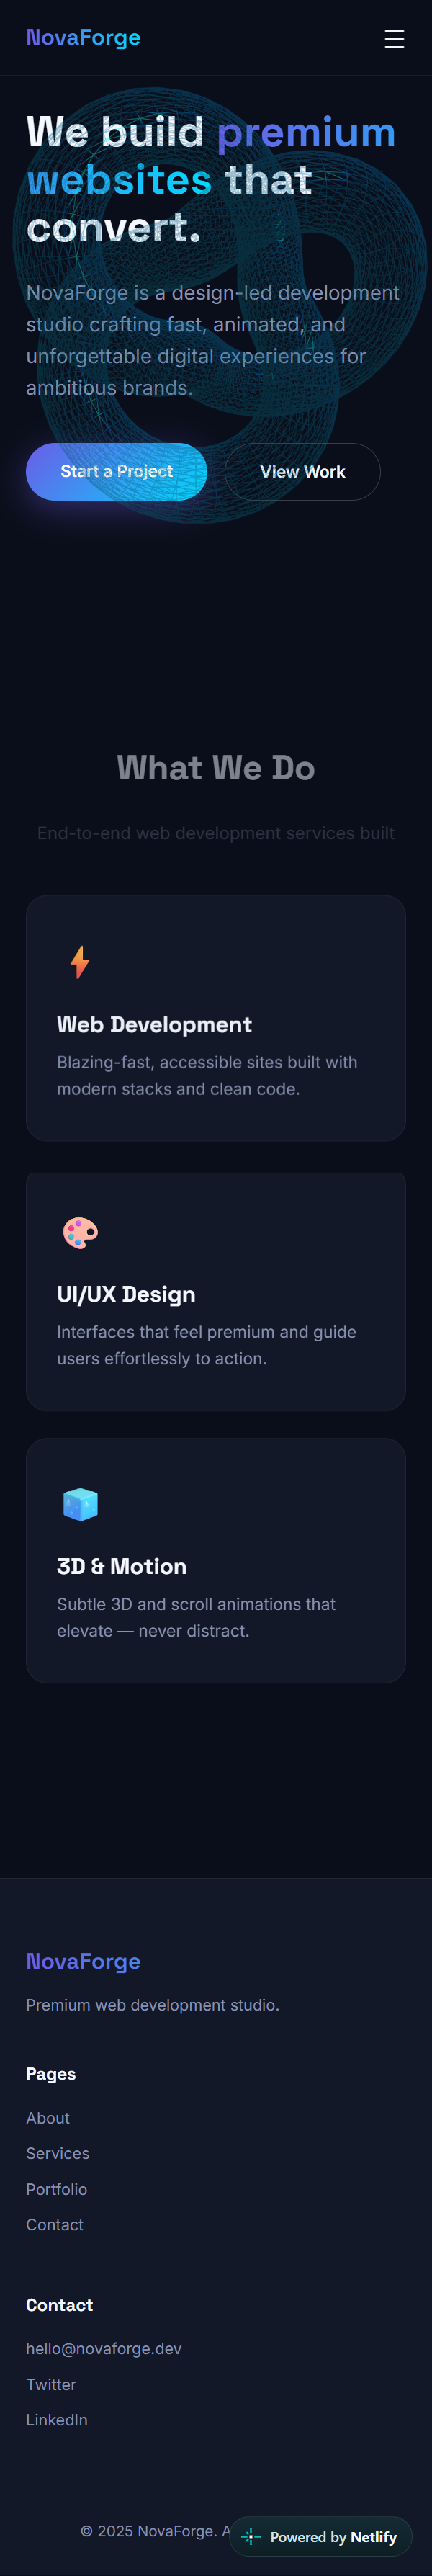 NovaForge
We build premium
websites that
convert.
NovaForge is a design-led development
studio crafting fast, animated, and
unforgettable digital experiences for
ambitious brands.
Start a Project
View Work
What We Do
End-to-end web development services built
Web Development
Blazing-fast, accessible sites built with
modern stacks and clean code.
UI/UX Design
Interfaces that feel premium and guide
users effortlessly to action.
3D & Motion
Subtle 3D and scroll animations that
elevate — never distract.
NovaForge
Premium web development studio.
Pages
About
Services
Portfolio
Contact
Contact
hello@novaforge.dev
Twitter
LinkedIn
© 2025 NovaForge. A
Powered by Netlify